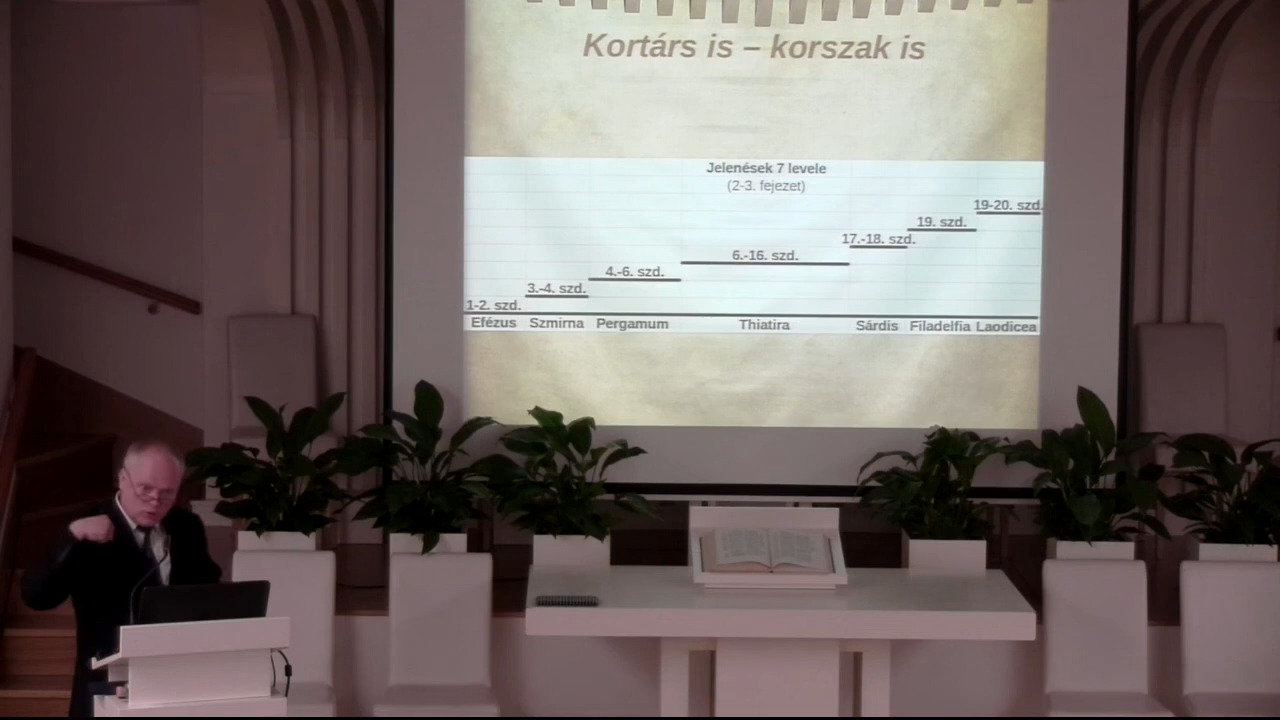 Kortárs is – korszak is
Jelenések 7 levele
(2-3. fejezet)
19-20. szd.
19. szd.
17.-18. szd.
6.-16. szd.
4.-6. szd.
3.-4. szd.
1-2. szd.
Efézus Szmirna Pergamum Thiatira Sárdis Filadelfia Laodicea